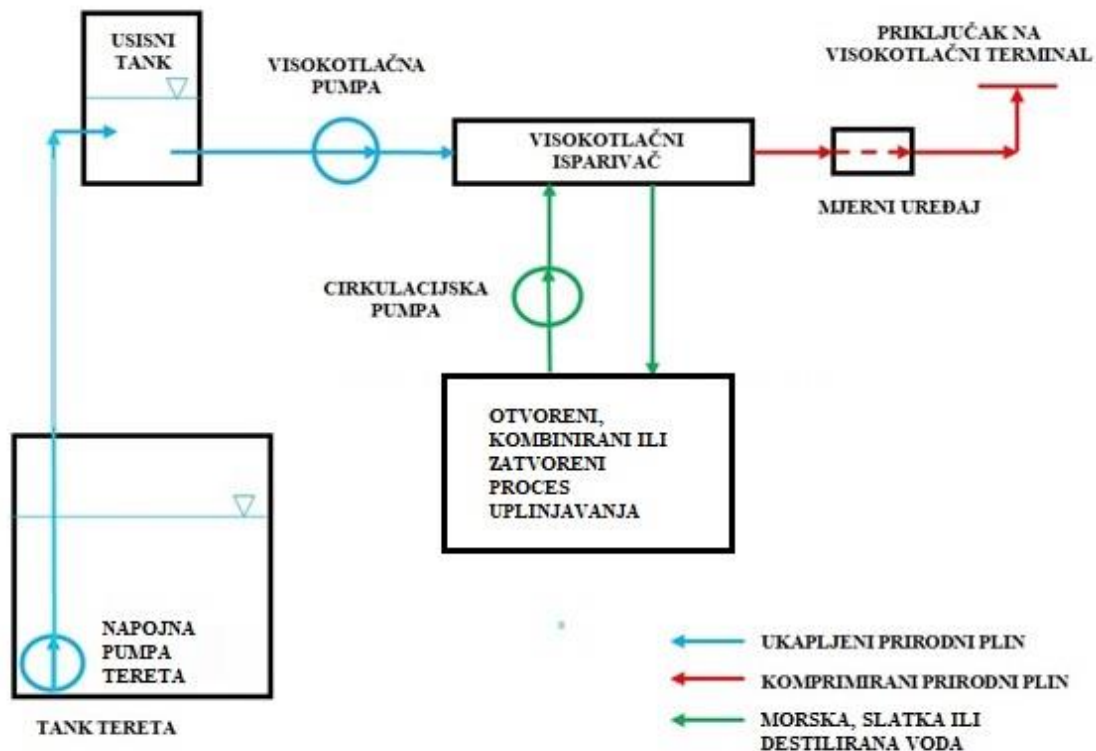 USISNI
TANK
VISOKOTLAČNA
PUMPA
PRIKLJUČAK NA
VISOKOTLAČNI TERMINAL
VISOKOTLAČNI
ISPARIVAČ
MJERNI UREĐAJ
CIRKULACIJSKA
PUMPA
OTVORENI,
KOMBINIRANI ILI
ZATVORENI
PROCES
UPLINJAVANJA
NAPOJNA
PUMPA
TERETA
TANK TERETA
UKAPLJENI PRIRODNI PLIN
KOMPRIMIRANI PRIRODNI PLIN
MORSKA, SLATKA ILI
DESTILIRANA VODA